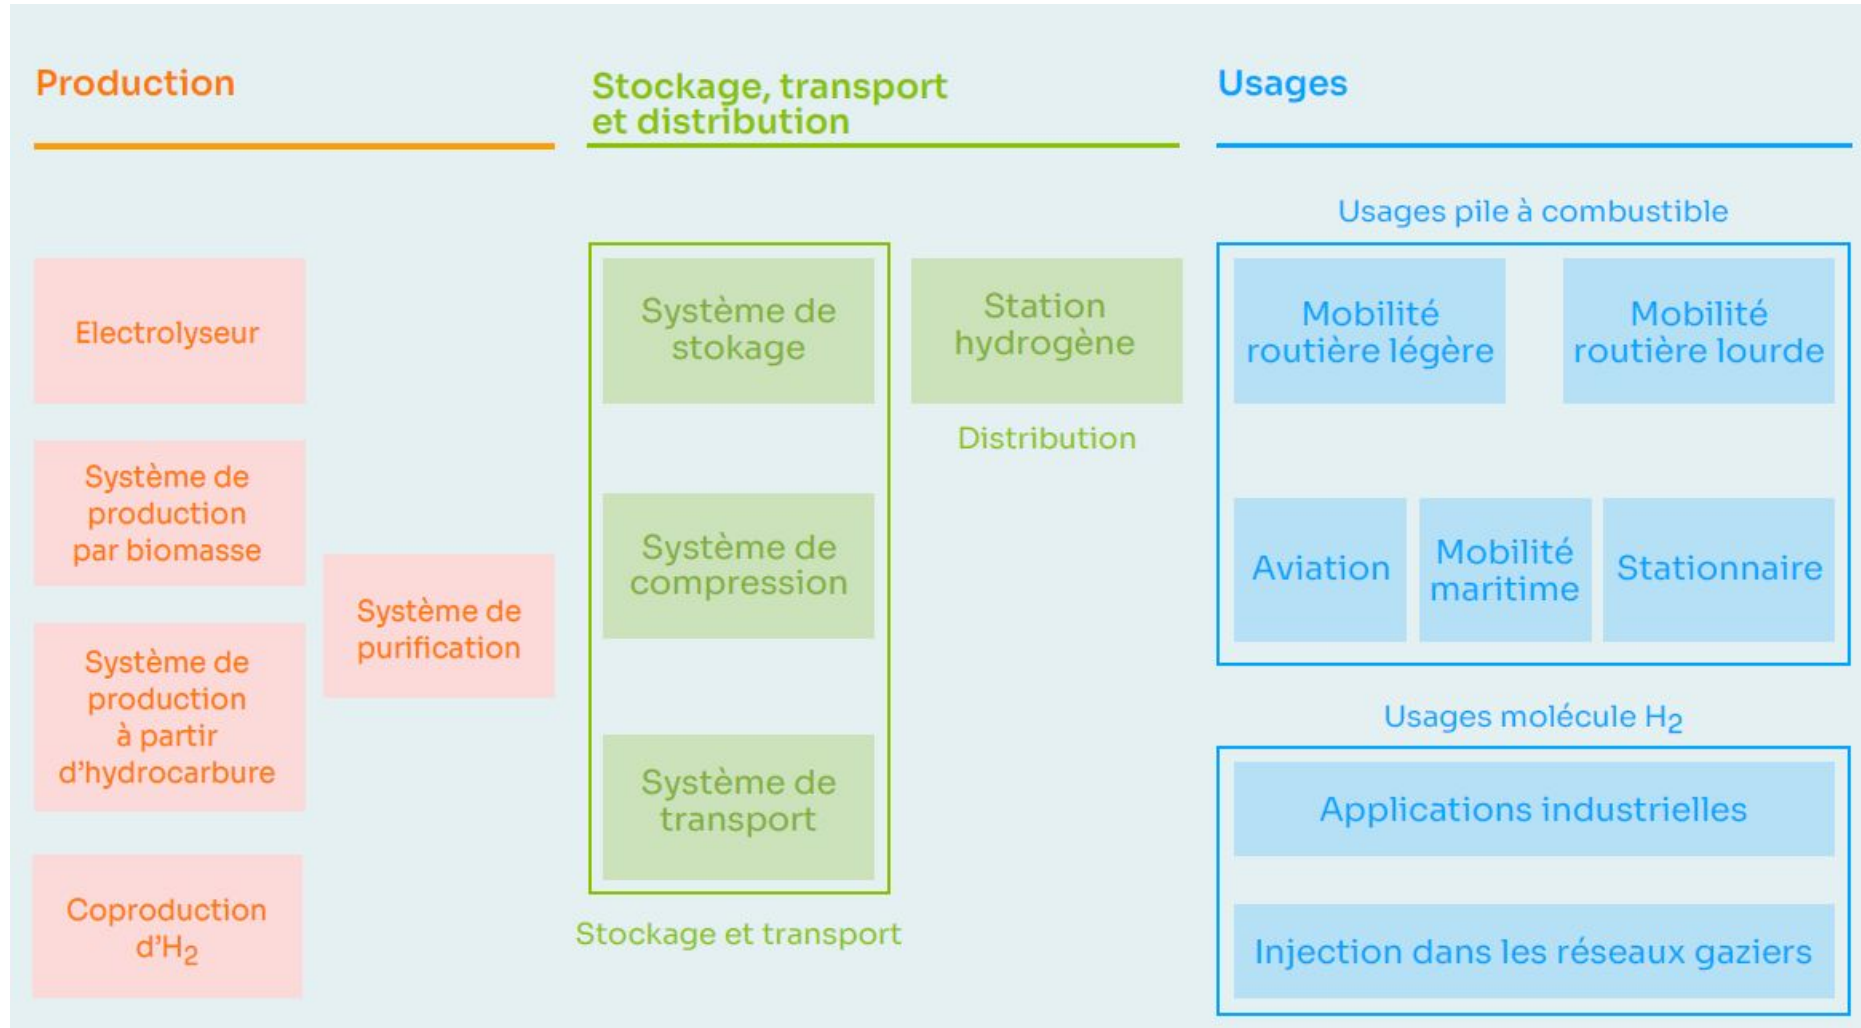 Production
Electrolyseur
Système de
production
par biomasse
Système de
production
à partir
d'hydrocarbure
Coproduction
d'H2
Système de
purification
Stockage, transport
et distribution
Système de
stokage
Système de
compression
Système de
transport
Stockage et transport
Station
hydrogène
Distribution
Usages
Usages pile à combustible
Mobilité
routière légère
Mobilité
routière lourde
Aviation
Mobilité
maritime
Stationnaire
Usages molécule H2
Applications industrielles
Injection dans les réseaux gaziers